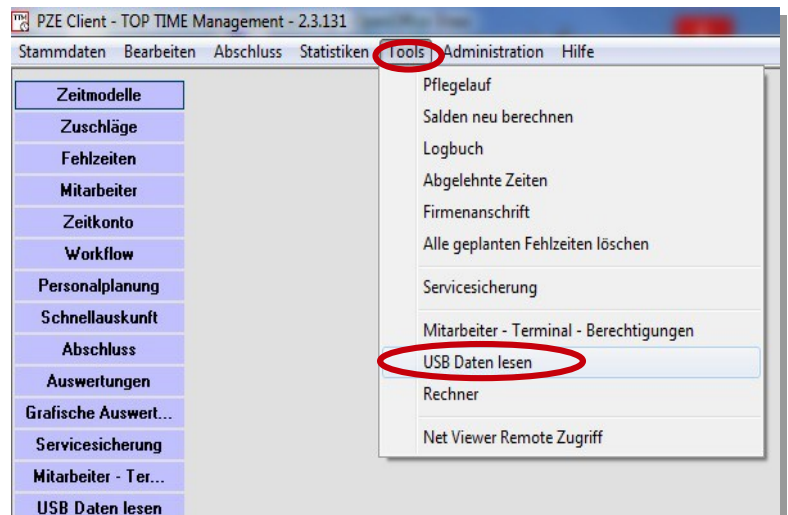 PZE Client - TOP TIME Management - 2.3.131
Stammdaten Bearbeiten Abschluss Statistiken Tools Administration Hilfe
Zeitmodelle
Zuschläge
Fehlzeiten
Mitarbeiter
Zeitkonto
Workflow
Personalplanung
Schnellauskunft
Abschluss
Auswertungen
Grafische Auswert...
Servicesicherung
Mitarbeiter - Ter...
USB Daten lesen
Pflegelauf
Salden neu berechnen
Logbuch
Abgelehnte Zeiten
Firmenanschrift
Alle geplanten Fehlzeiten löschen
Servicesicherung
Mitarbeiter - Terminal - Berechtigungen
USB Daten lesen
Rechner
Net Viewer Remote Zugriff